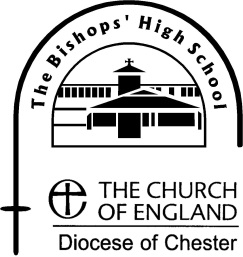 The Bishops' High School
THE CHURCH
OF ENGLAND
Diocese of Chester